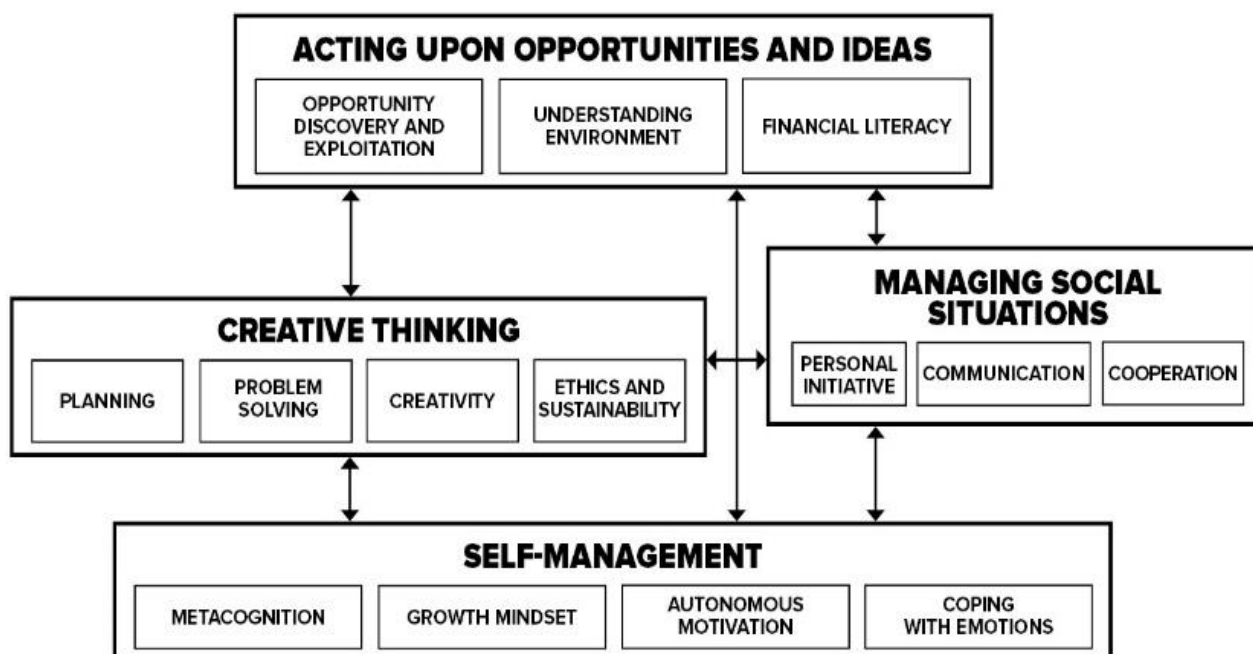 ACTING UPON OPPORTUNITIES AND IDEAS
OPPORTUNITY
DISCOVERY AND
EXPLOITATION
UNDERSTANDING
ENVIRONMENT
FINANCIAL LITERACY
MANAGING SOCIAL
SITUATIONS
PERSONAL
INITIATIVE
COMMUNICATION
COOPERATION
CREATIVE THINKING
PLANNING
PROBLEM
SOLVING
CREATIVITY
ETHICS AND
SUSTAINABILITY
SELF-MANAGEMENT
METACOGNITION
GROWTH MINDSET
AUTONOMOUS
MOTIVATION
COPING
WITH EMOTIONS